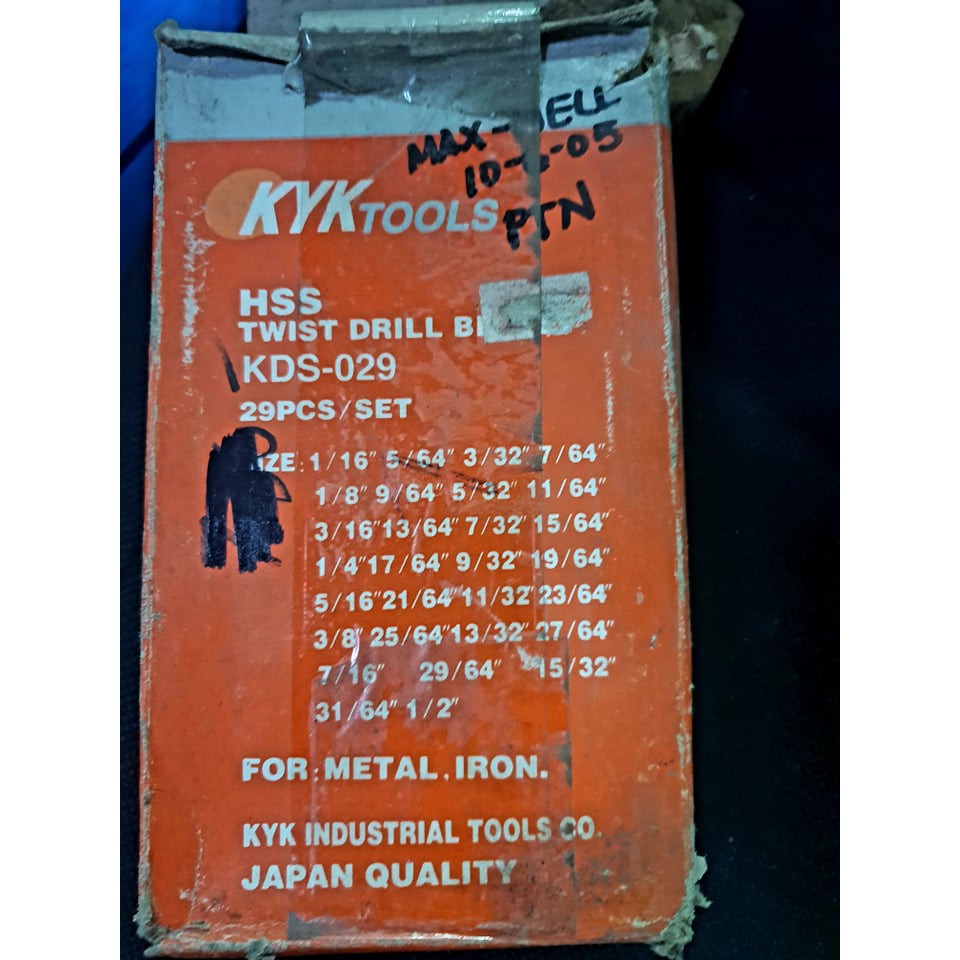 MAX-
PTN
KYK TOOLS
HSS
TWIST DRILL
KDS-029
29PCS/SET
1/16" 5/64" 3/32" 7/64"
1/8" 9/64" 5/32" 11/64"
3/16" 13/64" 7/32" 15/64"
1/4" 17/64" 9/32" 19/64"
5/16" 21/64" 11/32" 23/64"
3/8" 25/64" 13/32" 27/64"
7/16" 29/64" 15/32"
31/64" 1/2"
FOR: METAL, IRON.
KYK INDUSTRIAL TOOLS CO.
JAPAN QUALITY